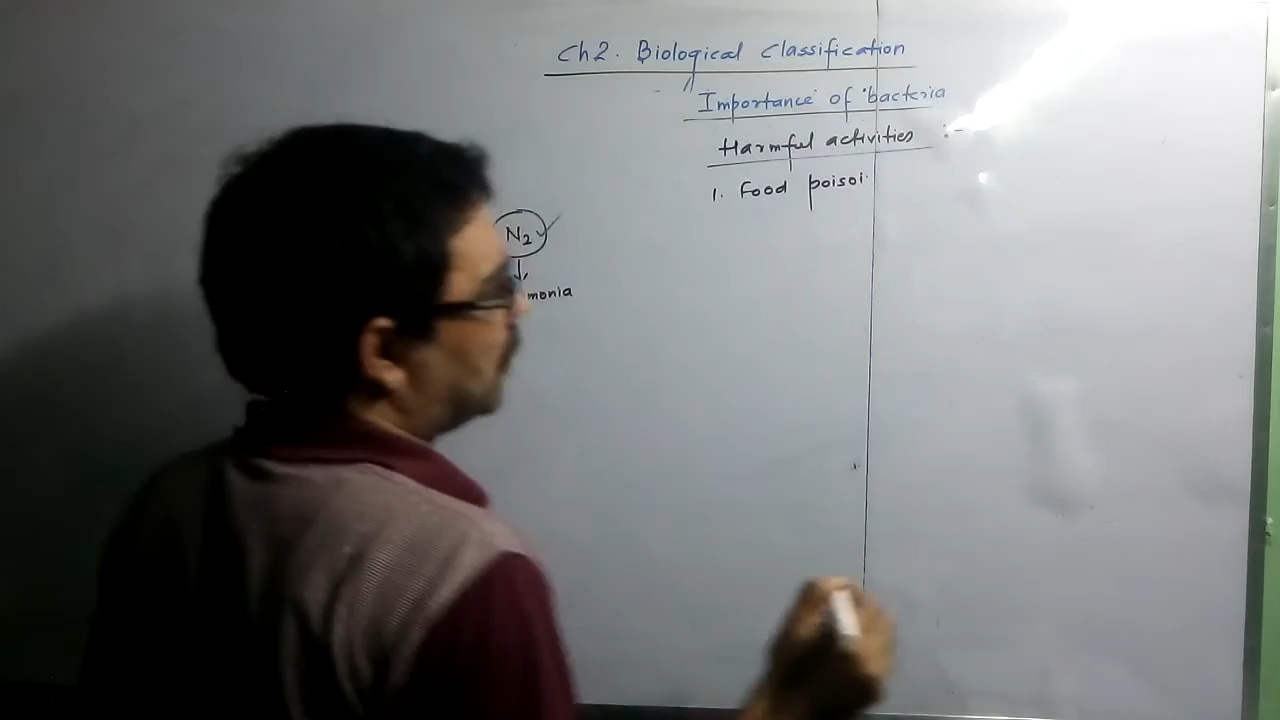 Ch2. Biological Classification
Importance of bacteria
Harmful activities :-
1. Food poisoi
N2
monia